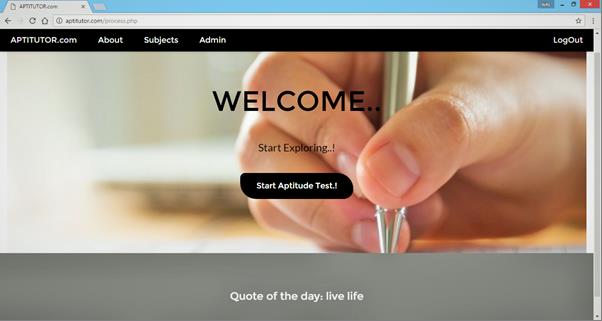 APTITUTOR.com
aptitutor.com/process.php
APTITUTOR.com About Subjects Admin LogOut
WELCOME..
Start Exploring..!
Start Aptitude Test.!
Quote of the day: live life